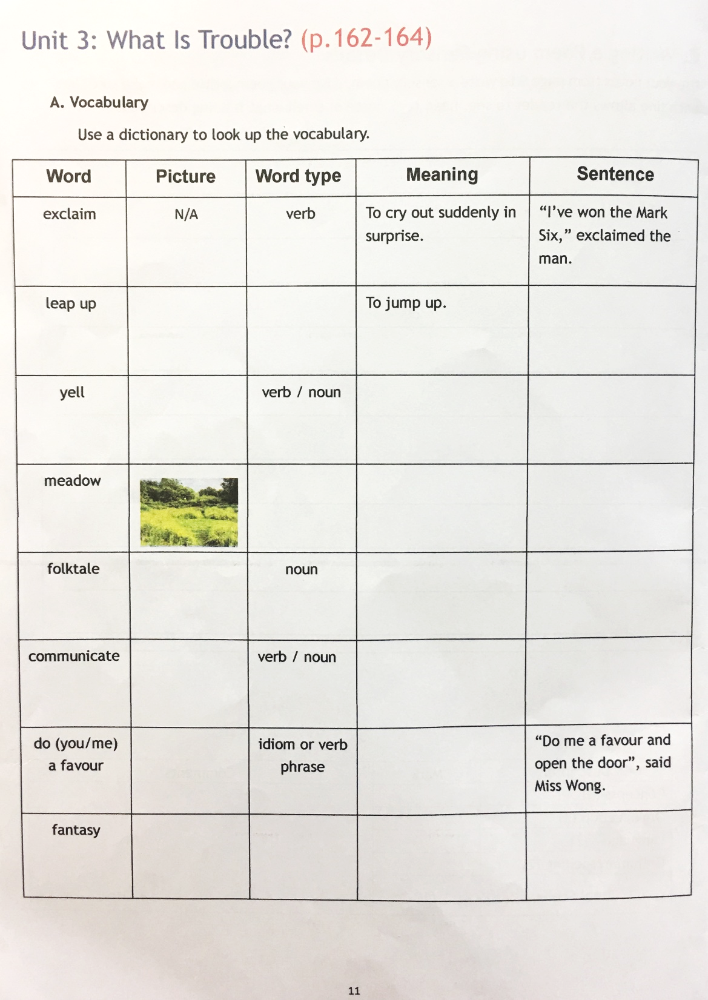 Unit 3: What Is Trouble? (p.162-164)
A. Vocabulary
Use a dictionary to look up the vocabulary.
Word Picture Word type Meaning Sentence
exclaim N/A verb To cry out suddenly in surprise. “I’ve won the Mark Six,” exclaimed the man.
leap up To jump up.
yell verb / noun
meadow
folktale noun
communicate verb / noun
do (you/me) a favour idiom or verb phrase “Do me a favour and open the door”, said Miss Wong.
fantasy
11